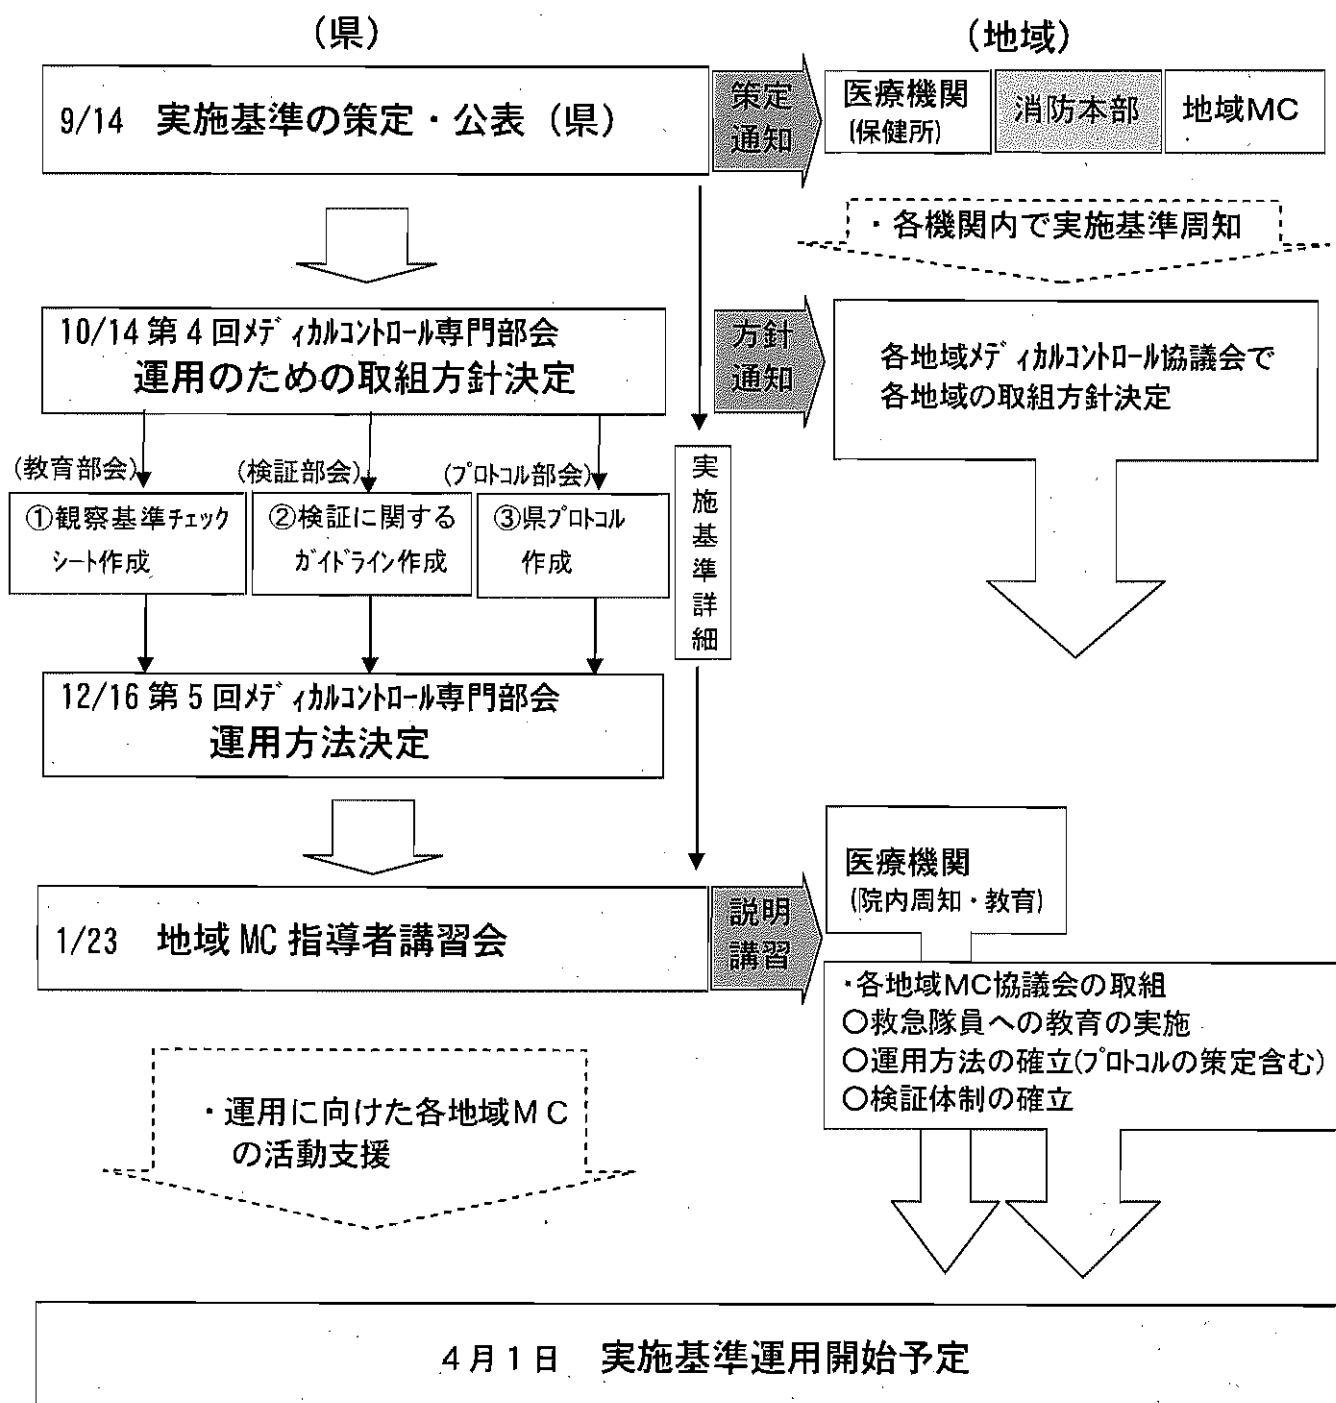 (県)
(地域)
9/14 実施基準の策定・公表（県）
策定
通知
医療機関
(保健所)
消防本部
地域MC
・各機関内で実施基準周知
10/14 第４回ﾒﾃﾞｨｶﾙｺﾝﾄﾛｰﾙ専門部会
運用のための取組方針決定
方針
通知
各地域ﾒﾃﾞｨｶﾙｺﾝﾄﾛｰﾙ協議会で
各地域の取組方針決定
(教育部会)
(検証部会)
(ﾌﾟﾛﾄｺﾙ部会)
①観察基準ﾁｪｯｸ
ｼｰﾄ作成
②検証に関する
ｶﾞｲﾄﾞﾗｲﾝ作成
③県ﾌﾟﾛﾄｺﾙ
作成
実施基準詳細
12/16 第５回ﾒﾃﾞｨｶﾙｺﾝﾄﾛｰﾙ専門部会
運用方法決定
1/23 地域 MC 指導者講習会
説明
講習
医療機関
(院内周知・教育)
・各地域MC協議会の取組
○救急隊員への教育の実施
○運用方法の確立(ﾌﾟﾛﾄｺﾙの策定含む)
○検証体制の確立
・運用に向けた各地域ＭＣ
の活動支援
４月１日 実施基準運用開始予定